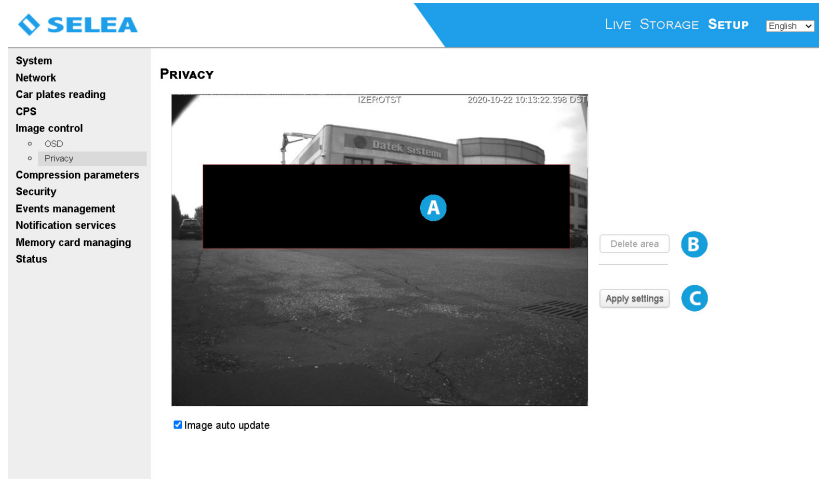 SELEA
LIVE STORAGE SETUP English
System
Network
Car plates reading
CPS
Image control
OSD
Privacy
Compression parameters
Security
Events management
Notification services
Memory card managing
Status
PRIVACY
IZEROTST 2020-10-22 10:13:22.398 DST
Datek sistemi
A
Delete area B
Apply settings C
Image auto update